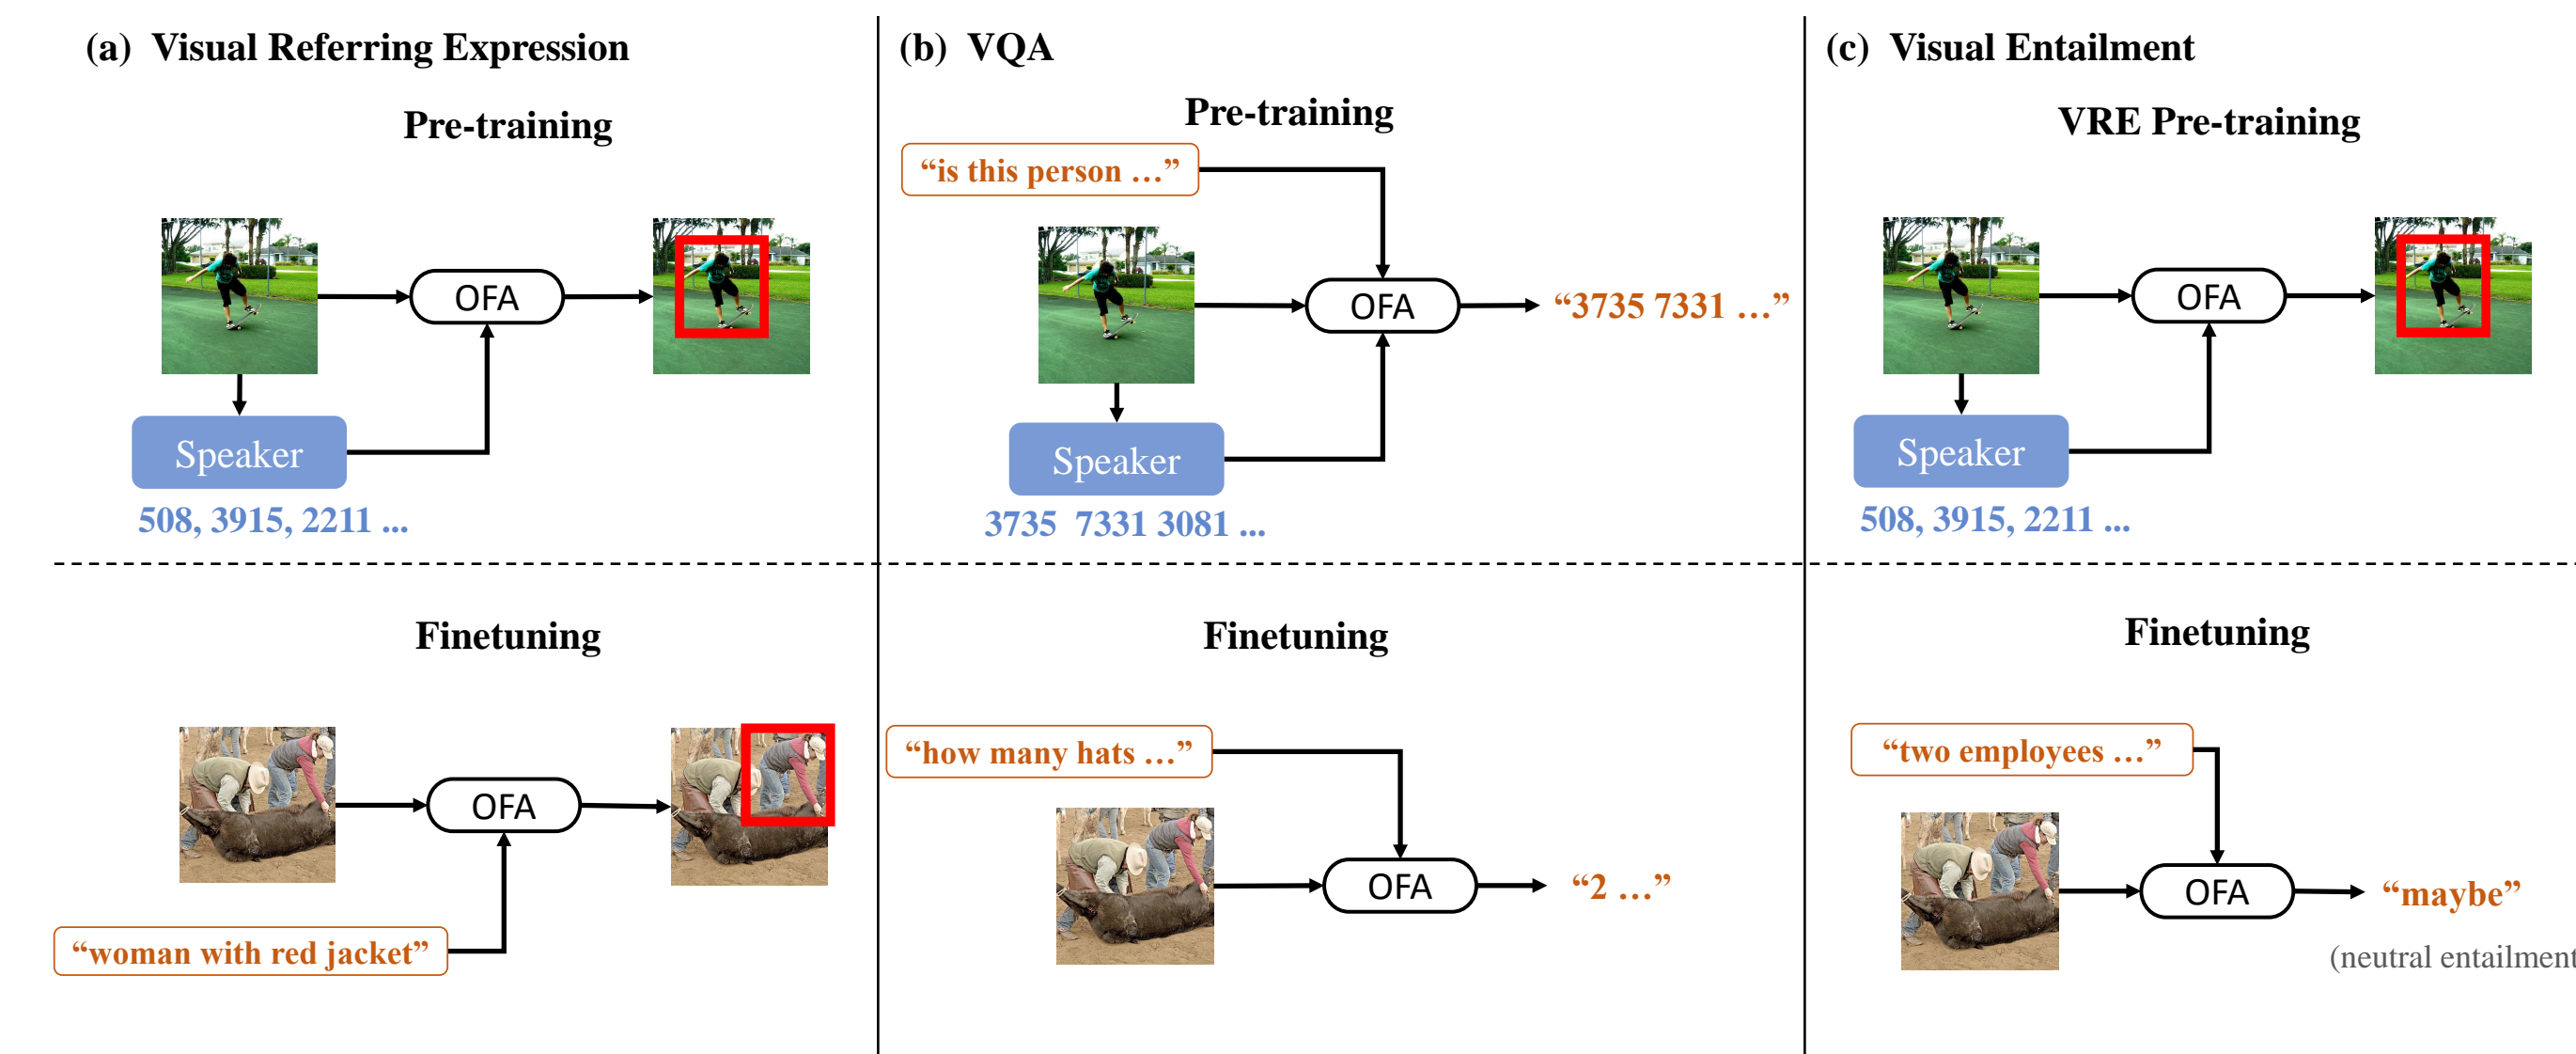 (a) Visual Referring Expression
Pre-training
OFA
Speaker
508, 3915, 2211 ...
Finetuning
OFA
“woman with red jacket”
(b) VQA
Pre-training
“is this person …”
OFA
“3735 7331 …”
Speaker
3735 7331 3081 ...
Finetuning
“how many hats …”
OFA
“2 …”
(c) Visual Entailment
VRE Pre-training
OFA
Speaker
508, 3915, 2211 ...
Finetuning
“two employees …”
OFA
“maybe”
(neutral entailment